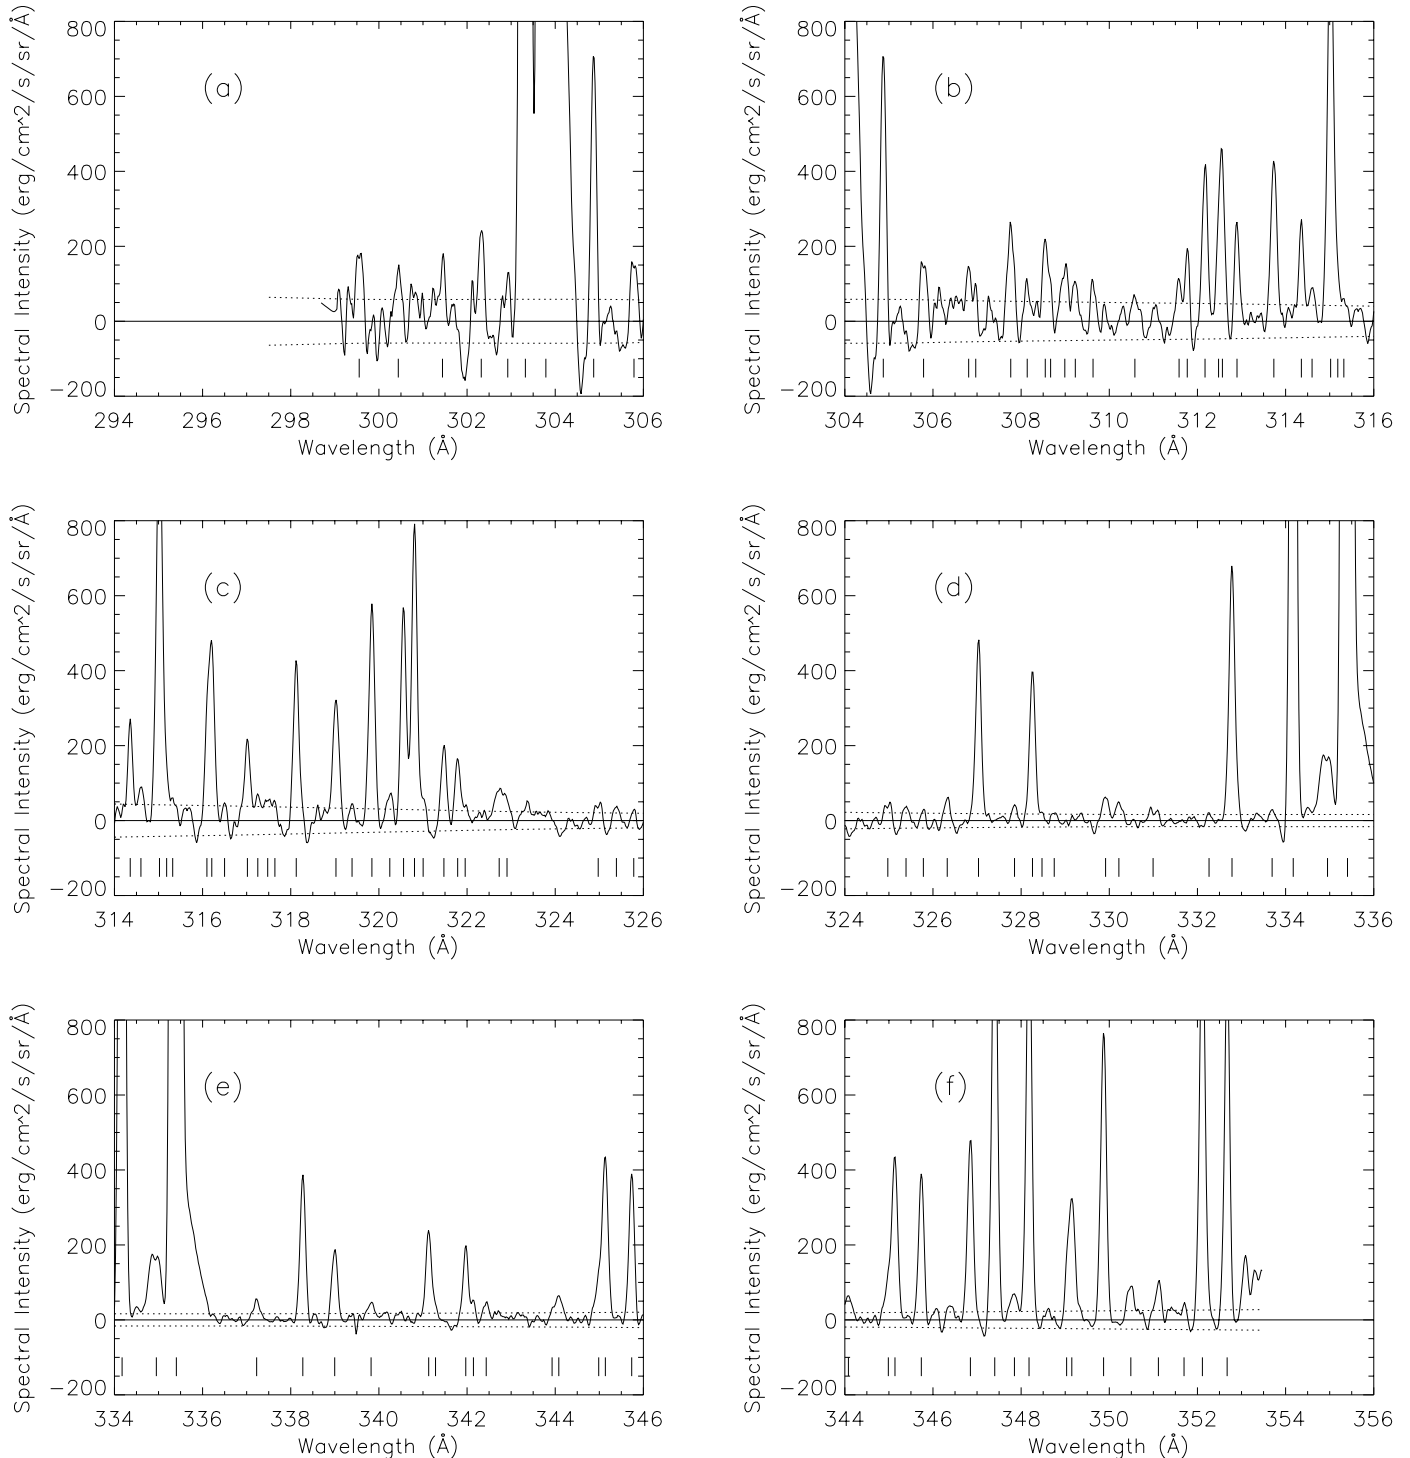 Spectral Intensity (erg/cm^2/s/sr/Å)
800
600
400
200
0
−200
(a)
294 296 298 300 302 304 306
Wavelength (Å)
Spectral Intensity (erg/cm^2/s/sr/Å)
800
600
400
200
0
−200
(b)
304 306 308 310 312 314 316
Wavelength (Å)
Spectral Intensity (erg/cm^2/s/sr/Å)
800
600
400
200
0
−200
(c)
314 316 318 320 322 324 326
Wavelength (Å)
Spectral Intensity (erg/cm^2/s/sr/Å)
800
600
400
200
0
−200
(d)
324 326 328 330 332 334 336
Wavelength (Å)
Spectral Intensity (erg/cm^2/s/sr/Å)
800
600
400
200
0
−200
(e)
334 336 338 340 342 344 346
Wavelength (Å)
Spectral Intensity (erg/cm^2/s/sr/Å)
800
600
400
200
0
−200
(f)
344 346 348 350 352 354 356
Wavelength (Å)